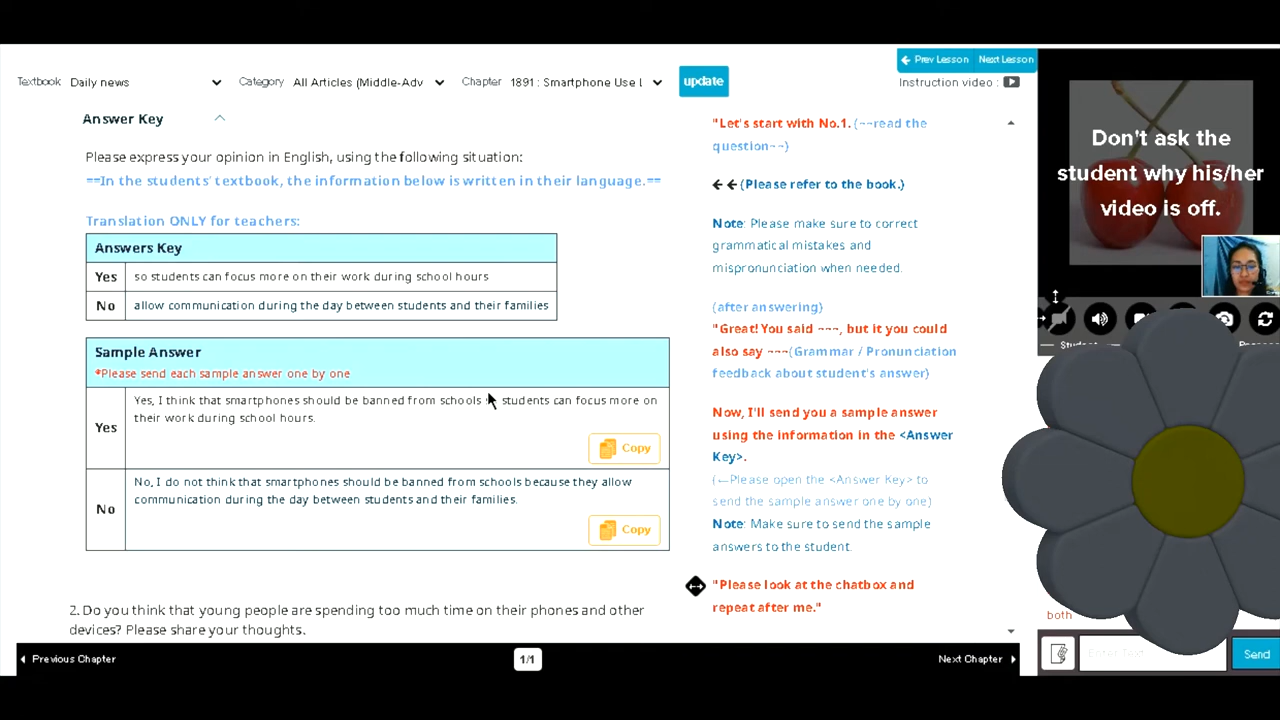 Prev Lesson Next Lesson
Textbook Daily news Category All Articles (Middle-Adv Chapter 1891 : Smartphone Use L update
Instruction video :
Answer Key
Please express your opinion in English, using the following situation:
==In the students' textbook, the information below is written in their language.==
Translation ONLY for teachers:
Answers Key
Yes so students can focus more on their work during school hours
No allow communication during the day between students and their families
Sample Answer
*Please send each sample answer one by one
Yes, I think that smartphones should be banned from schools students can focus more on
their work during school hours.
Yes
Copy
No, I do not think that smartphones should be banned from schools because they allow
communication during the day between students and their families.
No
Copy
2. Do you think that young people are spending too much time on their phones and other
devices? Please share your thoughts.
"Let's start with No.1. (~~read the
question~~)
(Please refer to the book.)
Note: Please make sure to correct
grammatical mistakes and
mispronunciation when needed.
(after answering)
"Great! You said ~~~, but it you could
also say ~~~(Grammar / Pronunciation
feedback about student's answer)
Now, I'll send you a sample answer
using the information in the <Answer
Key>.
(←Please open the <Answer Key> to
send the sample answer one by one)
Note: Make sure to send the sample
answers to the student.
"Please look at the chatbox and
repeat after me."
Don't ask the
student why his/her
video is off.
both
Enter Text
Send
Previous Chapter 1/1 Next Chapter